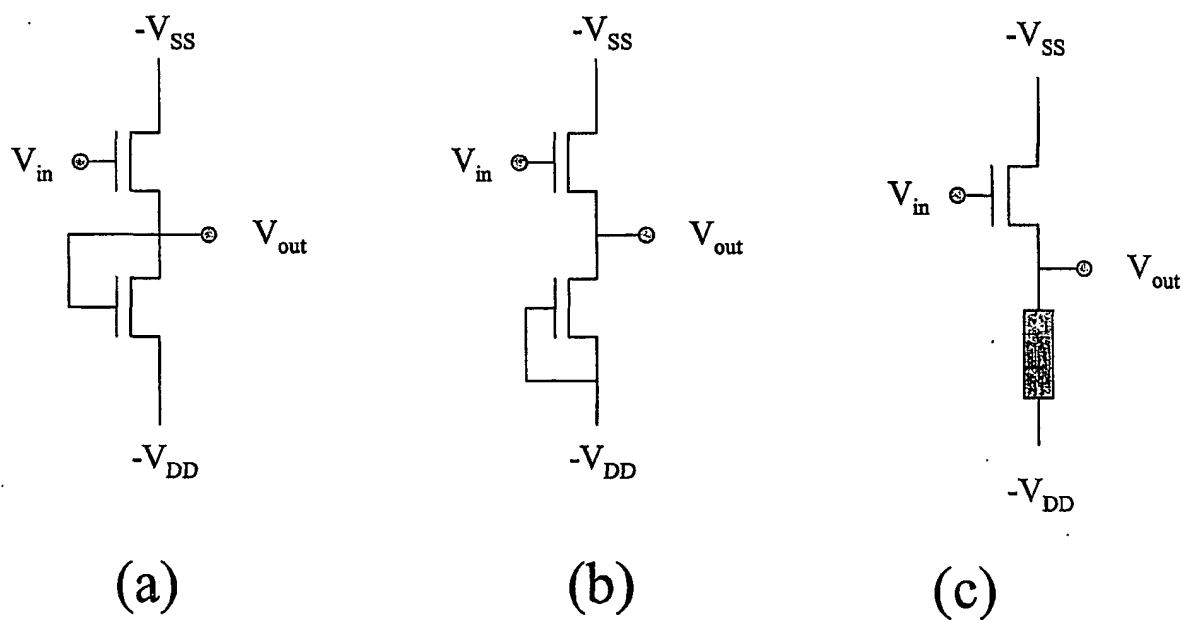 -V_SS
V_in
V_out
-V_DD
(a)
-V_SS
V_in
V_out
-V_DD
(b)
-V_SS
V_in
V_out
-V_DD
(c)